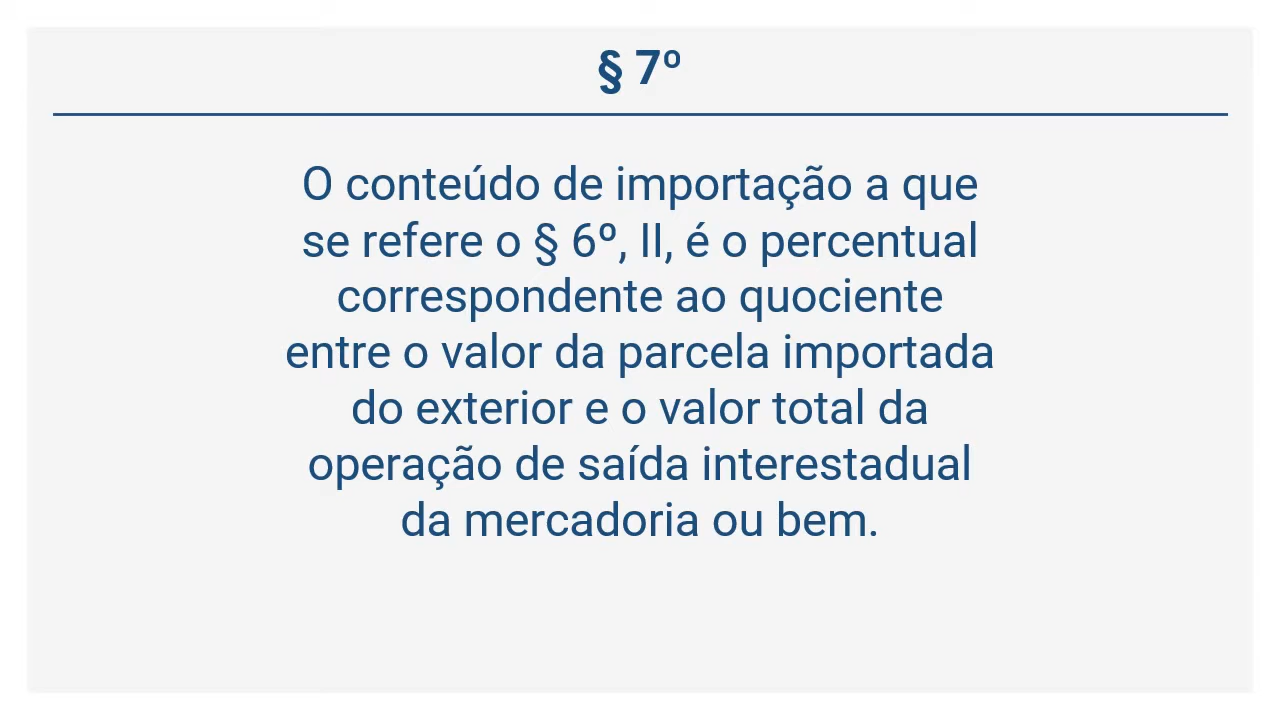 § 7º
O conteúdo de importação a que
se refere o § 6º, II, é o percentual
correspondente ao quociente
entre o valor da parcela importada
do exterior e o valor total da
operação de saída interestadual
da mercadoria ou bem.